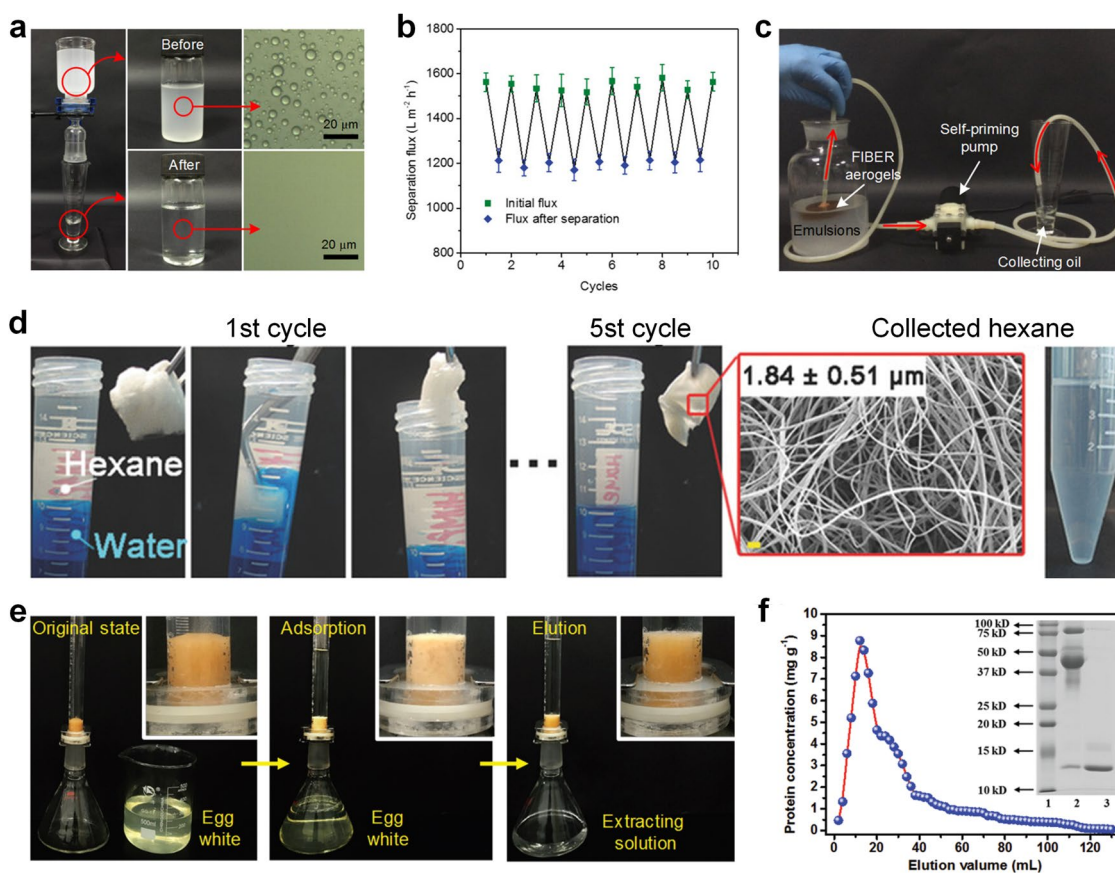 a
Before
20 μm
After
20 μm
b
Separation flux (L m⁻² h⁻¹)
1800
1600
1400
1200
1000
800
Initial flux
Flux after separation
0 2 4 6 8 10
Cycles
c
Self-priming
pump
FIBER
aerogels
Emulsions
Collecting oil
d
1st cycle
5st cycle
Collected hexane
Hexane
Water
1.84 ± 0.51 μm
e
Original state
Egg
white
Adsorption
Egg
white
Elution
Extracting
solution
f
Protein concentration (mg g⁻¹)
10
9
8
7
6
5
4
3
2
1
0
0 20 40 60 80 100 120
Elution valume (mL)
100 kD
75 kD
50 kD
37 kD
25 kD
20 kD
15 kD
10 kD
1 2 3